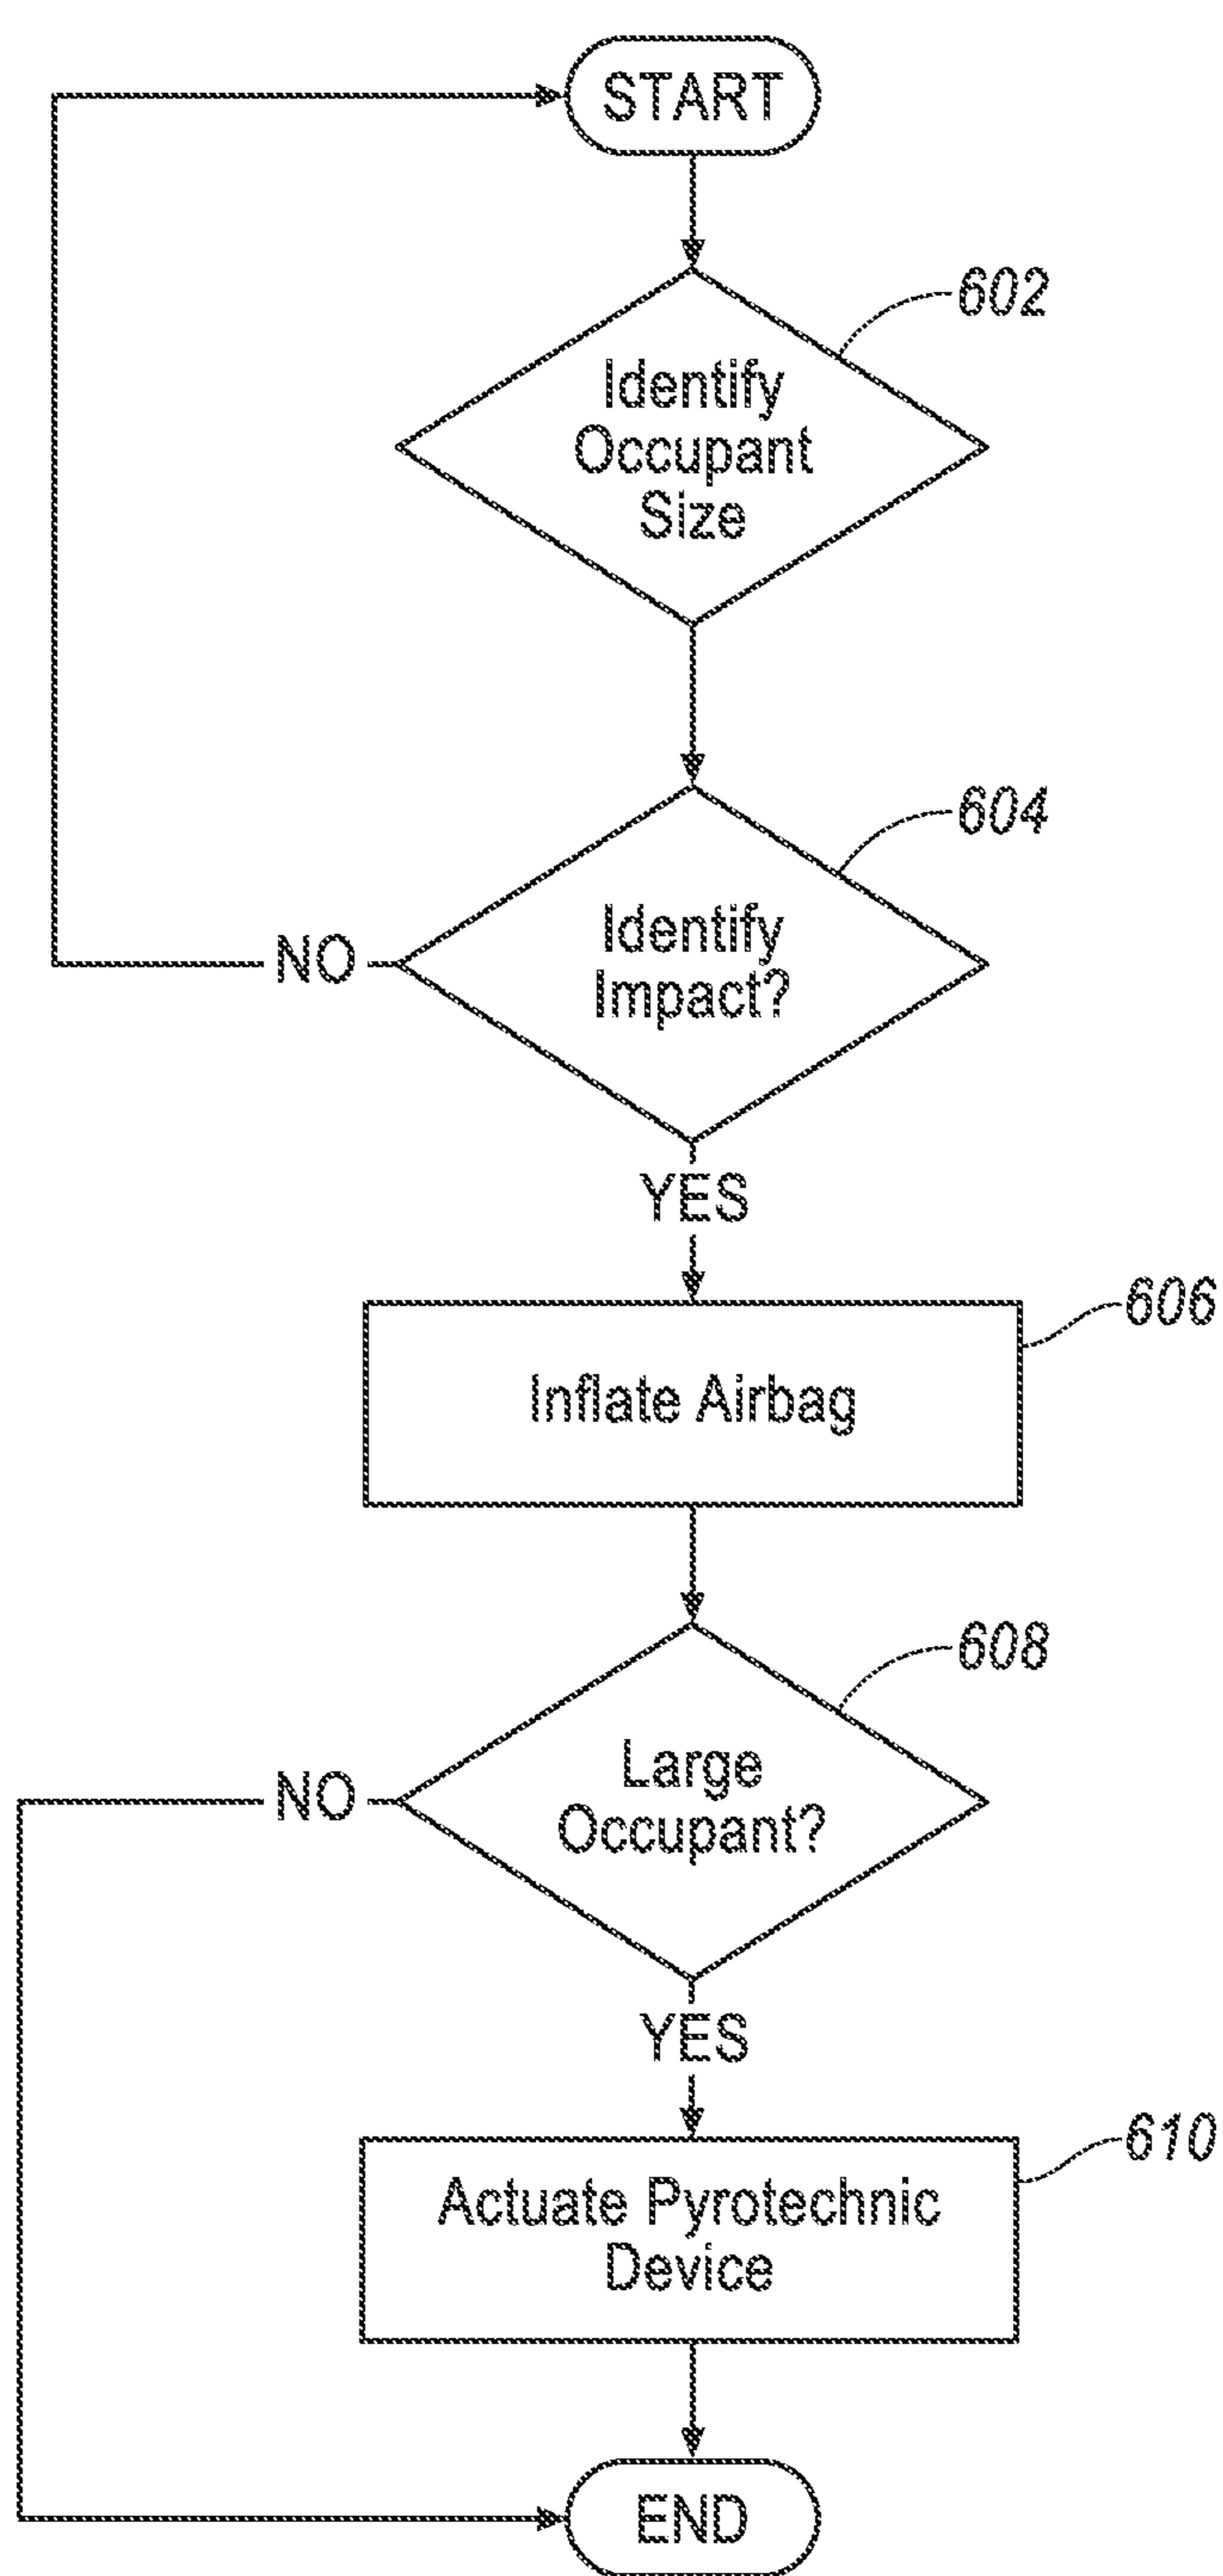 START
602
Identify
Occupant
Size
604
Identify
Impact?
NO
YES
606
Inflate Airbag
608
Large
Occupant?
NO
YES
610
Actuate Pyrotechnic
Device
END